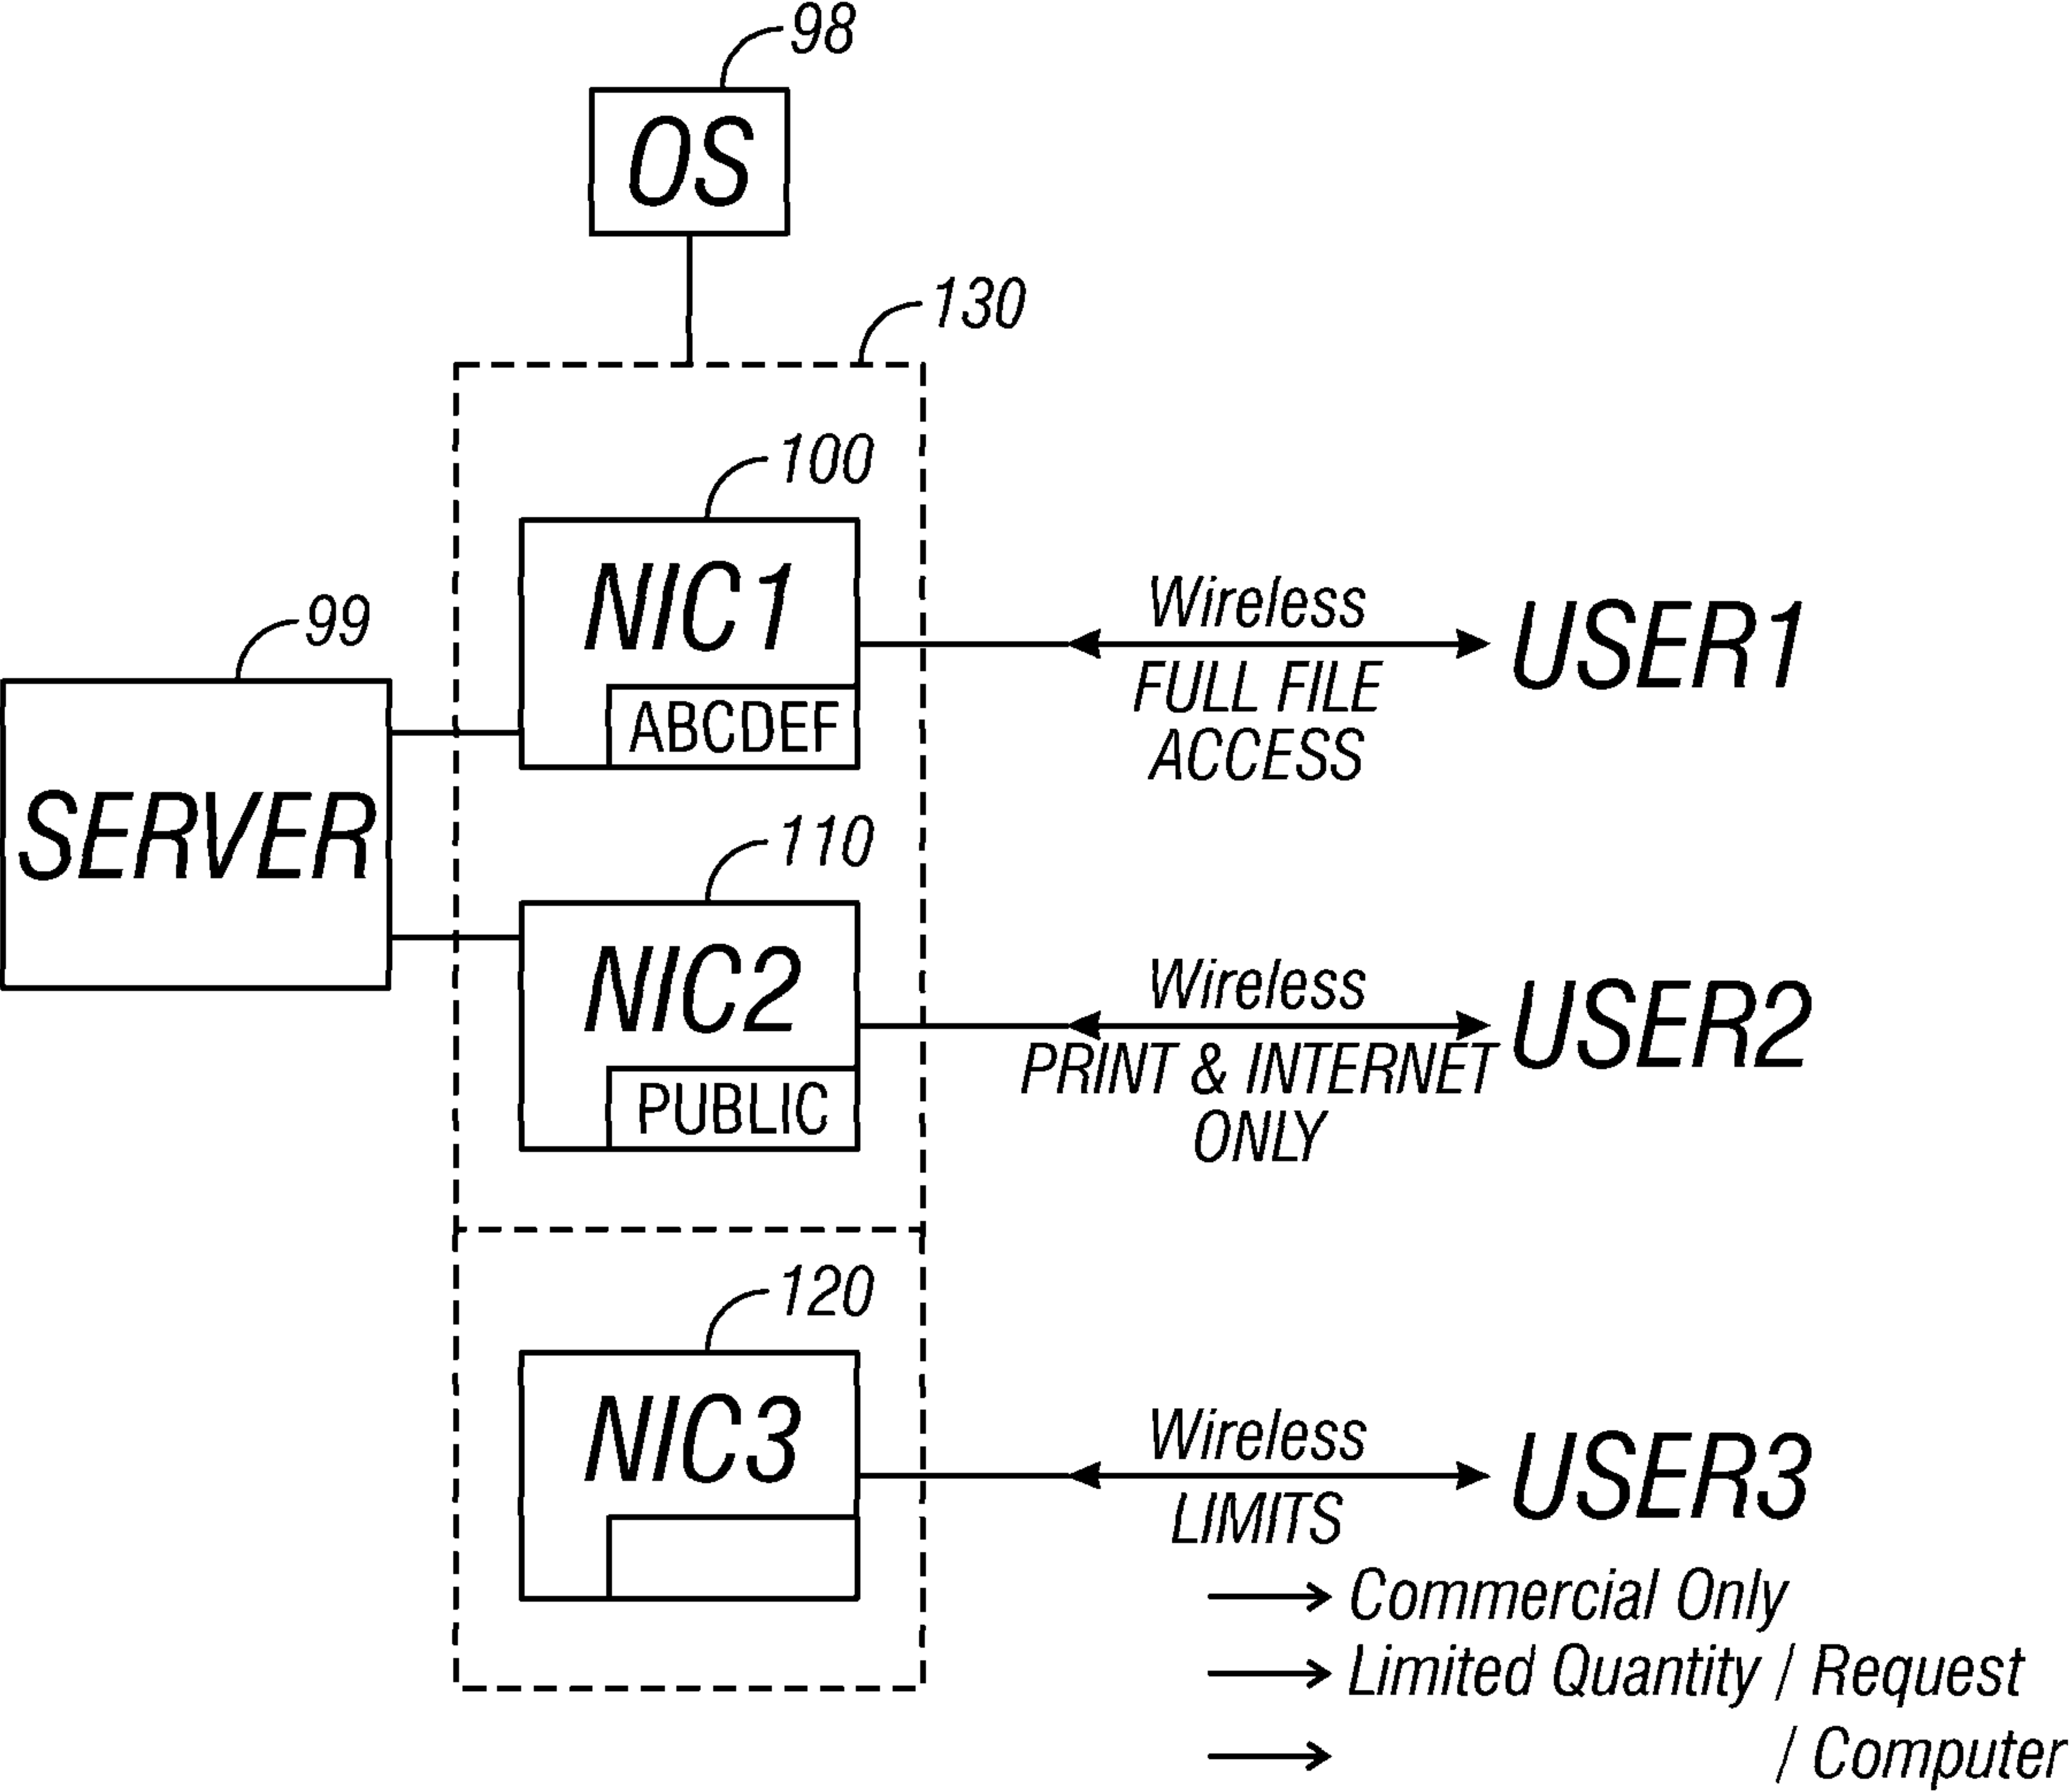 98
OS
130
100
NIC1
ABCDEF
Wireless
FULL FILE
ACCESS
USER1
99
SERVER
110
NIC2
PUBLIC
Wireless
PRINT & INTERNET
ONLY
USER2
120
NIC3
Wireless
LIMITS
USER3
Commercial Only
Limited Quantity / Request
/ Computer